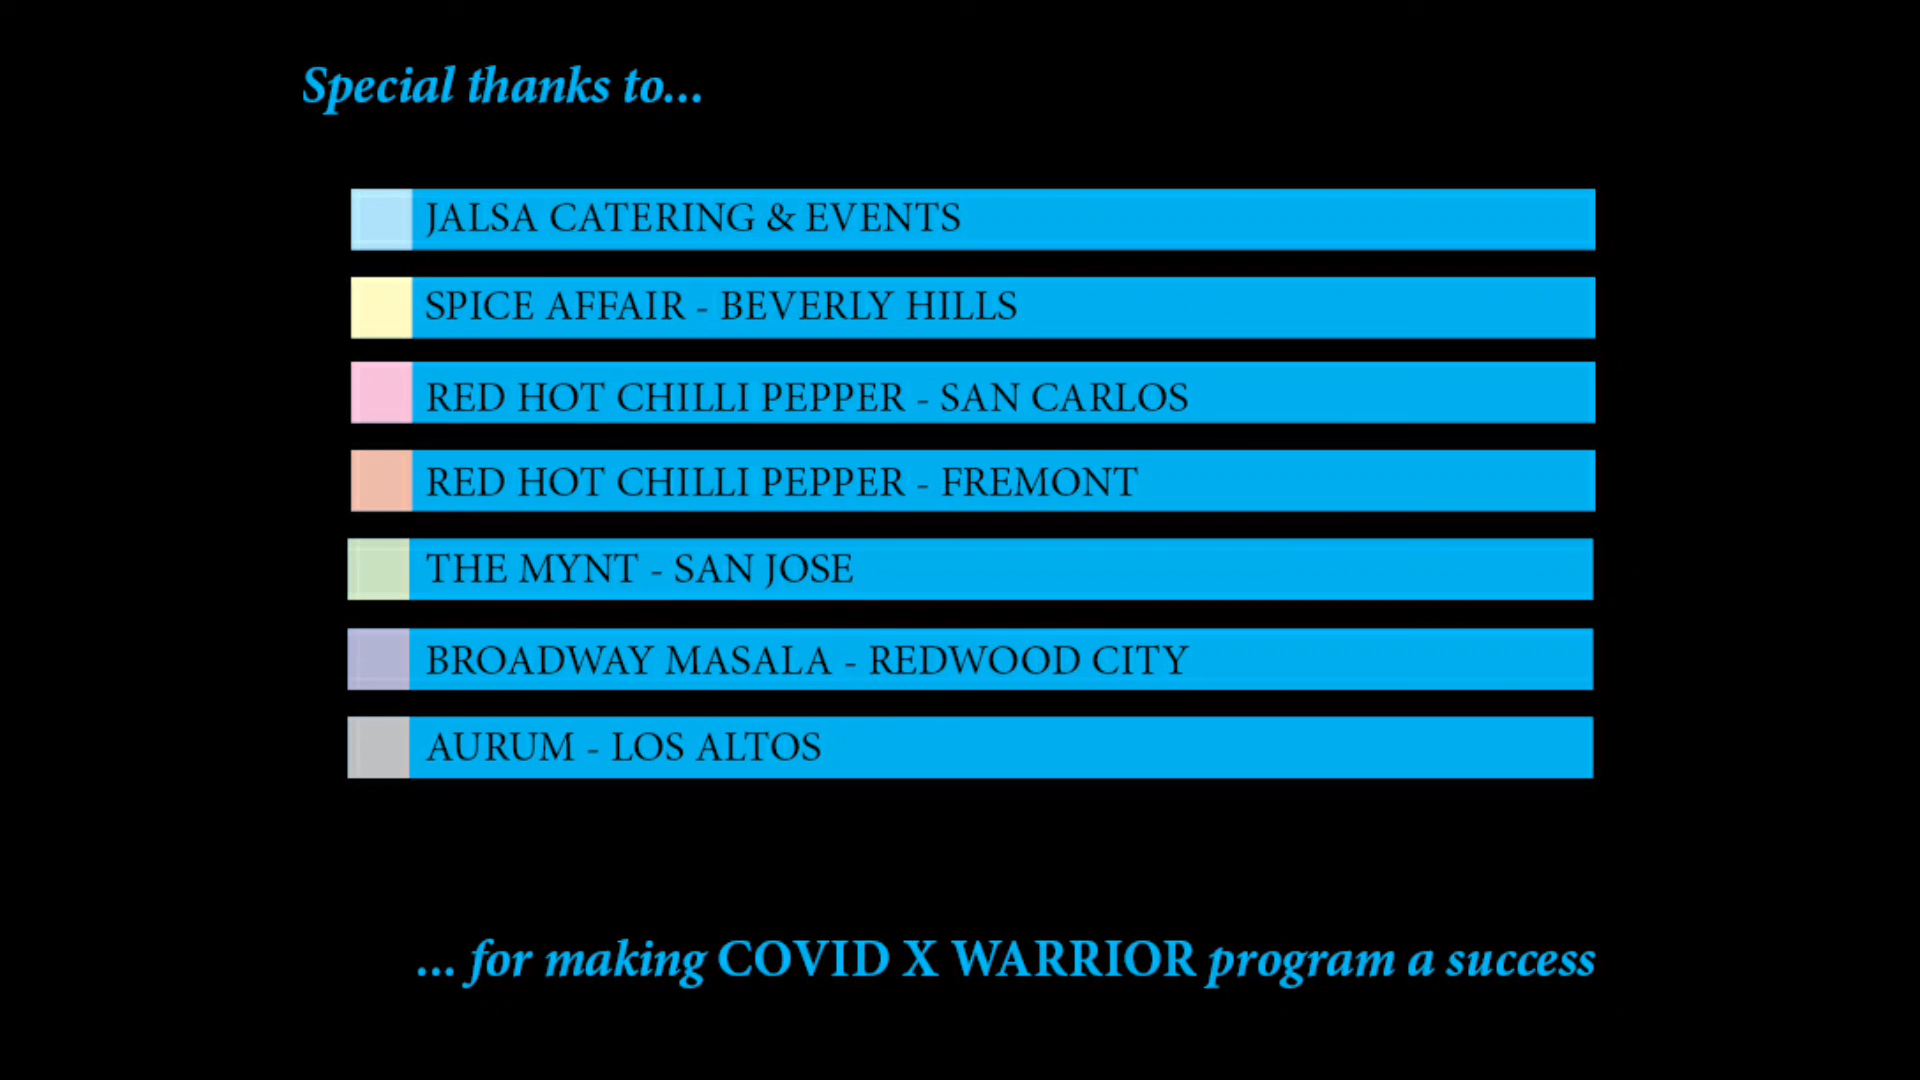 Special thanks to...
JALSA CATERING & EVENTS
SPICE AFFAIR - BEVERLY HILLS
RED HOT CHILLI PEPPER - SAN CARLOS
RED HOT CHILLI PEPPER - FREMONT
THE MYNT - SAN JOSE
BROADWAY MASALA - REDWOOD CITY
AURUM - LOS ALTOS
... for making COVID X WARRIOR program a success